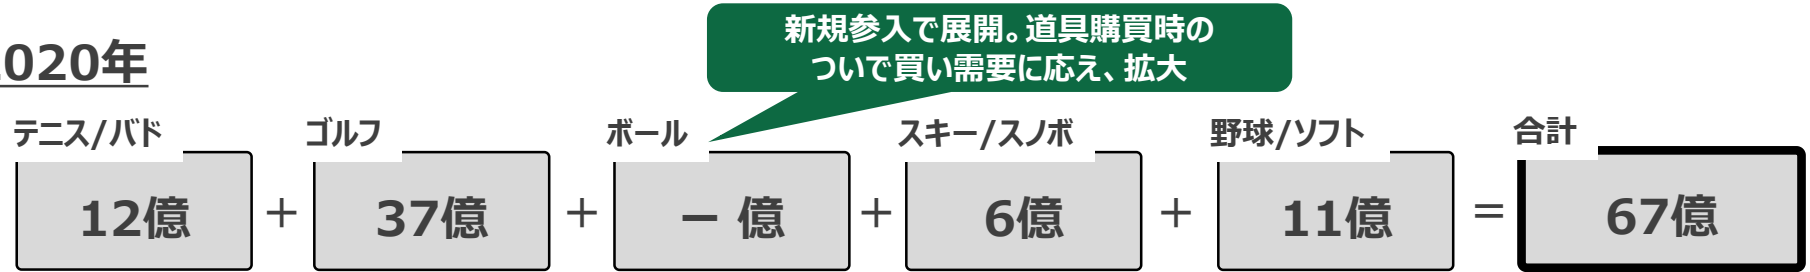 新規参入で展開。道具購買時の
ついで買い需要に応え、拡大
2020年
テニス/バド ゴルフ ボール スキー/スノボ 野球/ソフト 合計
12億 + 37億 + ー 億 + 6億 + 11億 = 67億